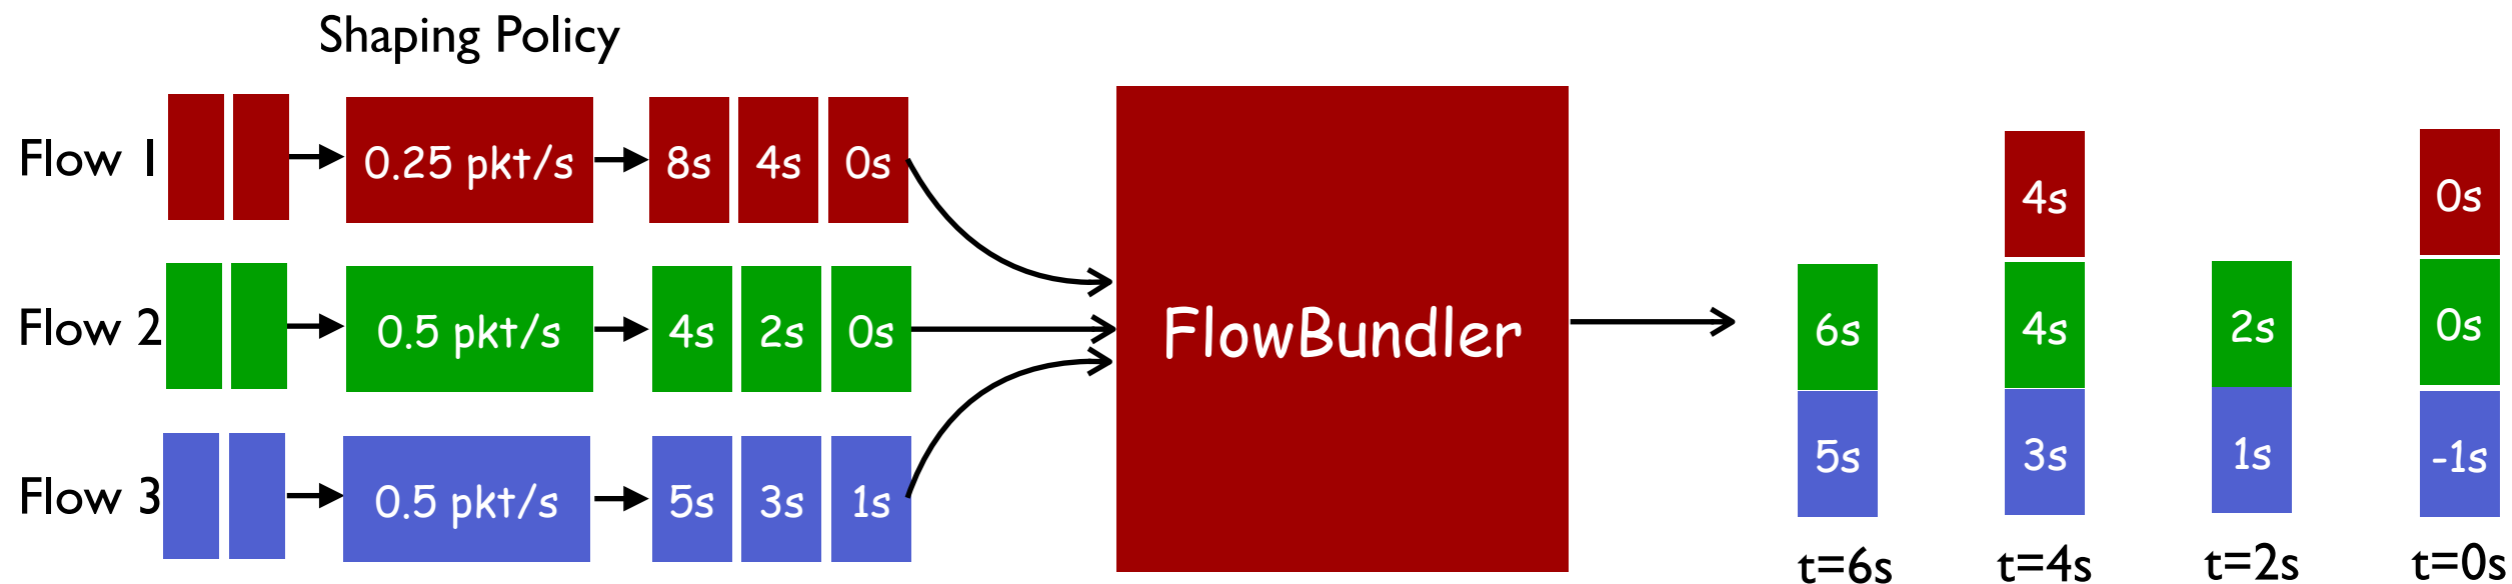 Shaping Policy
Flow 1
0.25 pkt/s
8s
4s
0s
Flow 2
0.5 pkt/s
4s
2s
0s
Flow 3
0.5 pkt/s
5s
3s
1s
FlowBundler
6s
5s
t=6s
4s
4s
3s
t=4s
2s
1s
t=2s
0s
0s
-1s
t=0s